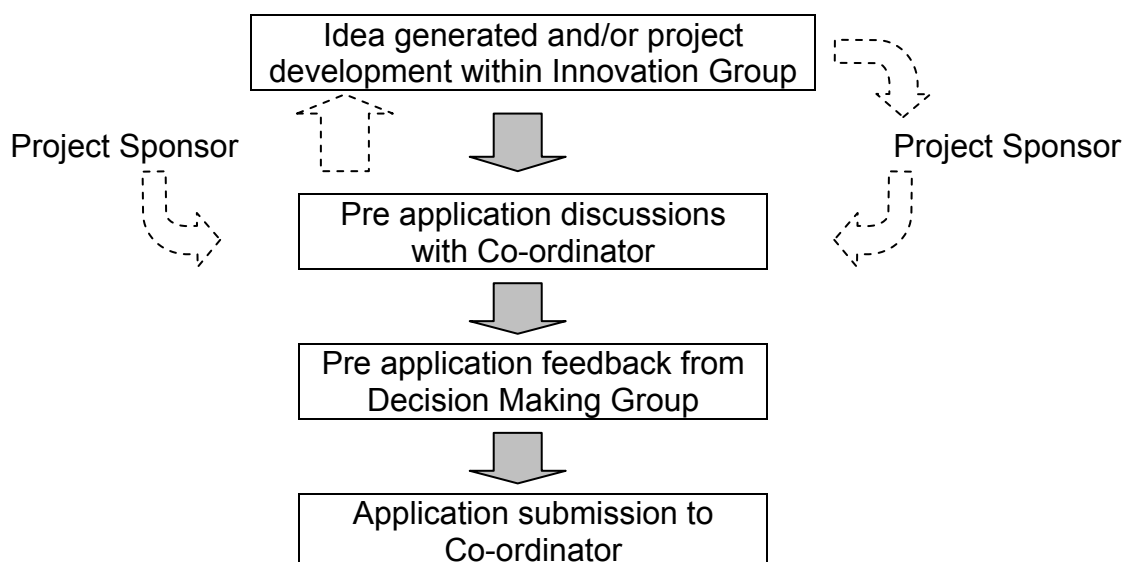 Idea generated and/or project
development within Innovation Group
Project Sponsor
Project Sponsor
Pre application discussions
with Co-ordinator
Pre application feedback from
Decision Making Group
Application submission to
Co-ordinator